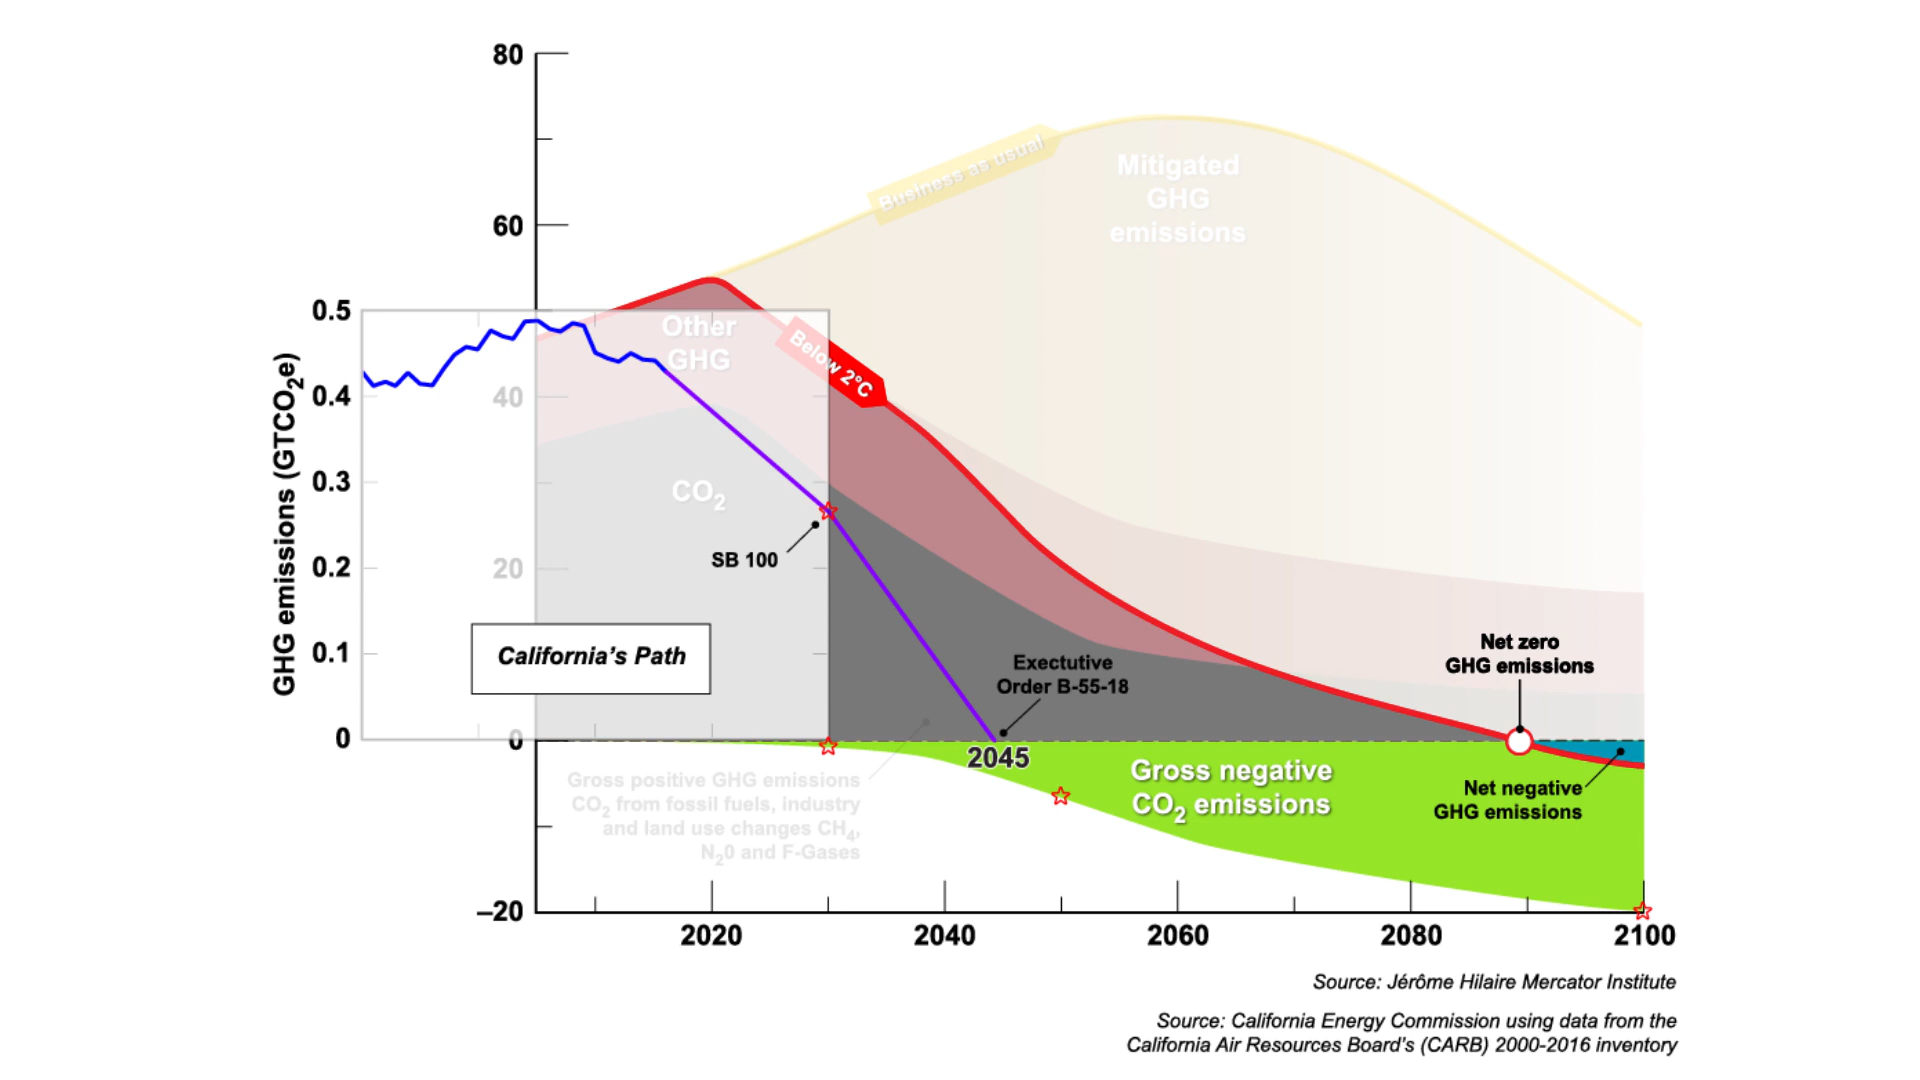 80
Business as usual
Mitigated
GHG
emissions
60
0.5
Other
GHG
Below 2°C
GHG emissions (GTCO2e)
0.4
40
0.3
CO2
SB 100
0.2
20
California's Path
0.1
Exectutive
Order B-55-18
Net zero
GHG emissions
0
0
2045
Gross positive GHG emissions
CO2 from fossil fuels, industry
and land use changes CH4,
N20 and F-Gases
Gross negative
CO2 emissions
Net negative
GHG emissions
–20
2020 2040 2060 2080 2100
Source: Jérôme Hilaire Mercator Institute
Source: California Energy Commission using data from the
California Air Resources Board's (CARB) 2000-2016 inventory